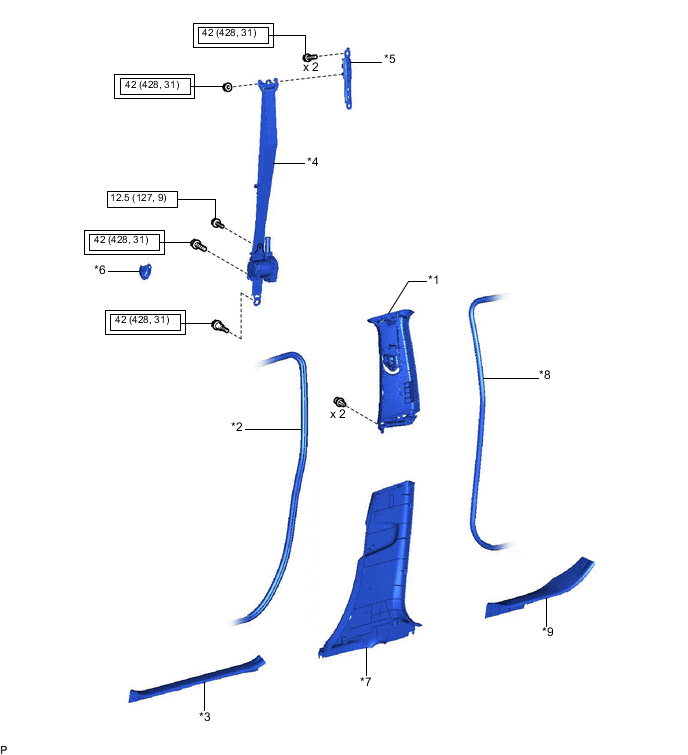 42 (428, 31)
x 2
*5
42 (428, 31)
*4
12.5 (127, 9)
42 (428, 31)
*6
*1
42 (428, 31)
*8
x 2
*2
*9
*7
*3
P